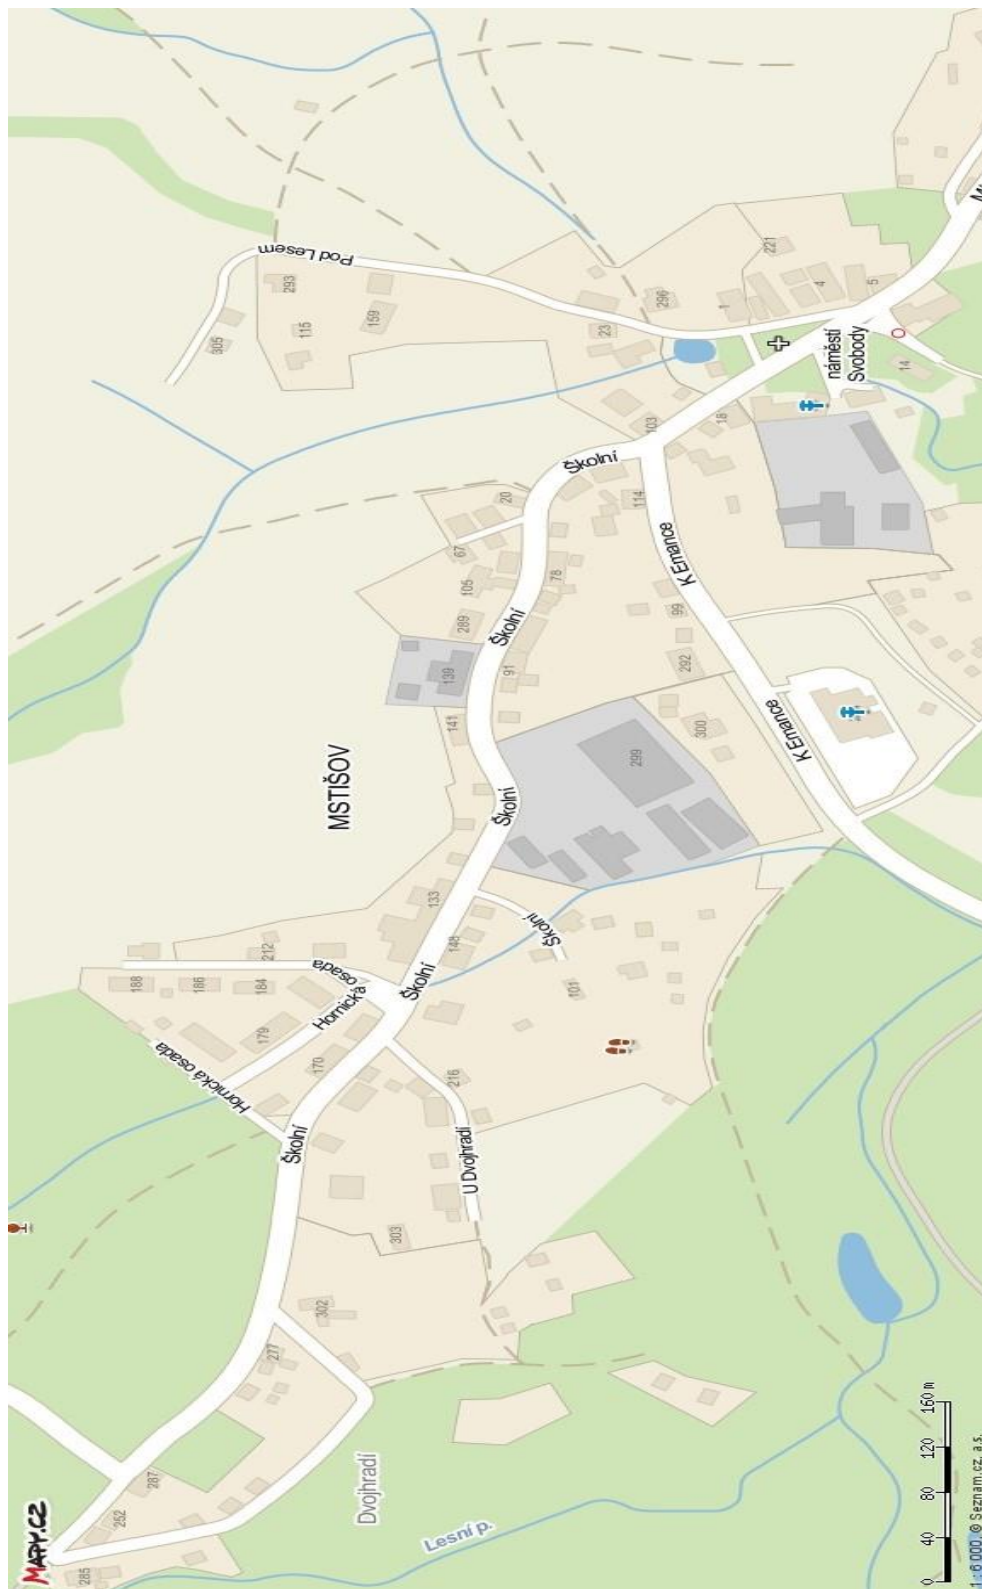 MAPY.CZ
285
252
287
188
Hornická osada
186
305
277
212
184
179
Pod Lesem
293
115
302
170
Hornická
osada
Školní
MSTIŠOV
Dvojhradí
159
303
Školní
133
148
141
139
289
105
67
216
U Dvojhradí
Lesní p.
Školní
Školní
91
20
78
Školní
Školní
101
23
299
114
103
296
292
99
K Emance
300
18
1
221
K Emance
4
náměstí
Svobody
5
14
0 40 80 120 160 m
1 : 6 000, © Seznam.cz, a.s.